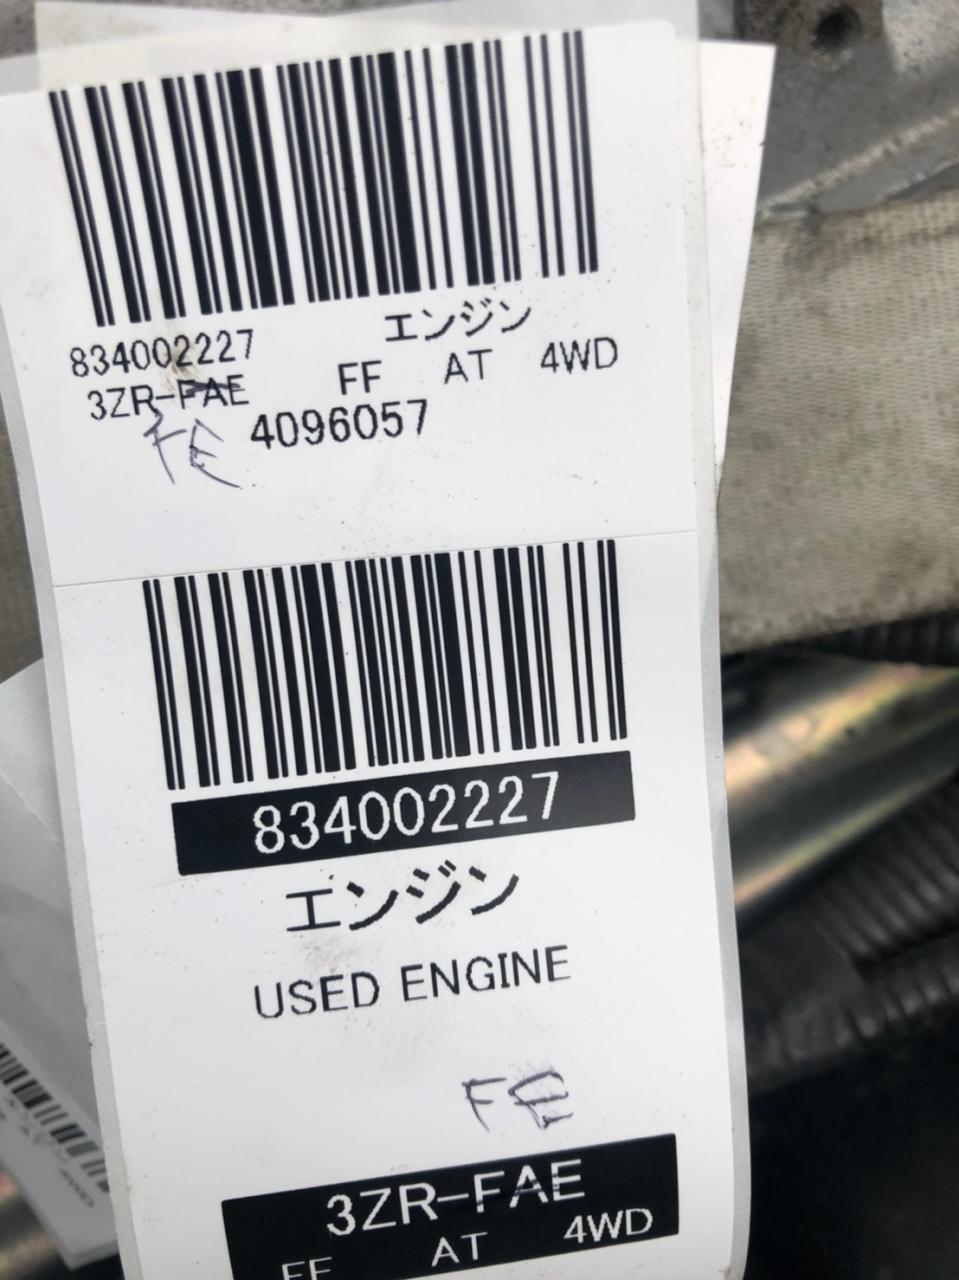 エンジン
834002227
3ZR-FAE FF AT 4WD
FE 4096057
834002227
エンジン
USED ENGINE
FE
3ZR-FAE
FF AT 4WD